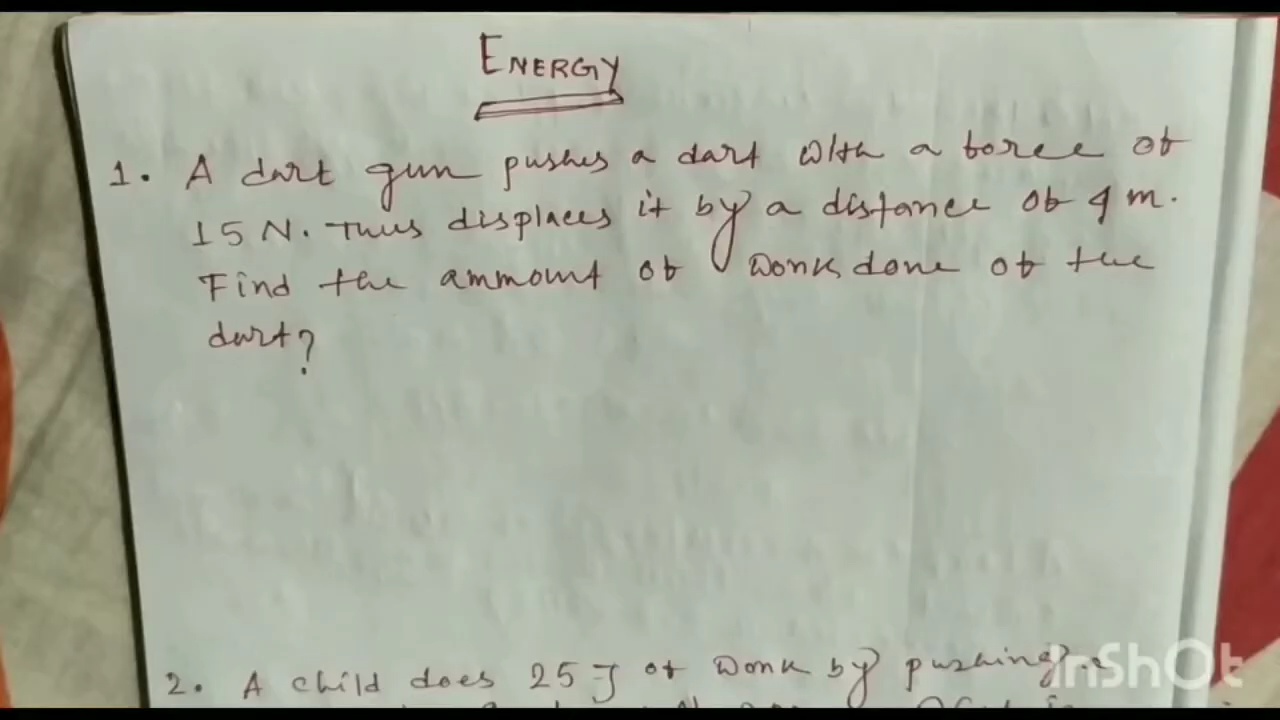 ENERGY
1. A dart gun pushes a dart with a force of
15 N. Thus displaces it by a distance of 4 m.
Find the ammount of work done of the
dart?
2. A child does 25 J of work by pushing a
InShOt